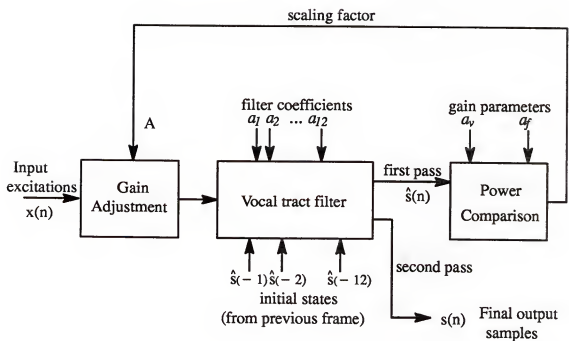 scaling factor
A
filter coefficients
a1 a2 ... a12
gain parameters
av af
Input
excitations
x(n)
Gain
Adjustment
Vocal tract filter
first pass
ŝ(n)
Power
Comparison
second pass
ŝ(− 1) ŝ(− 2) ŝ(− 12)
initial states
(from previous frame)
s(n)
Final output
samples